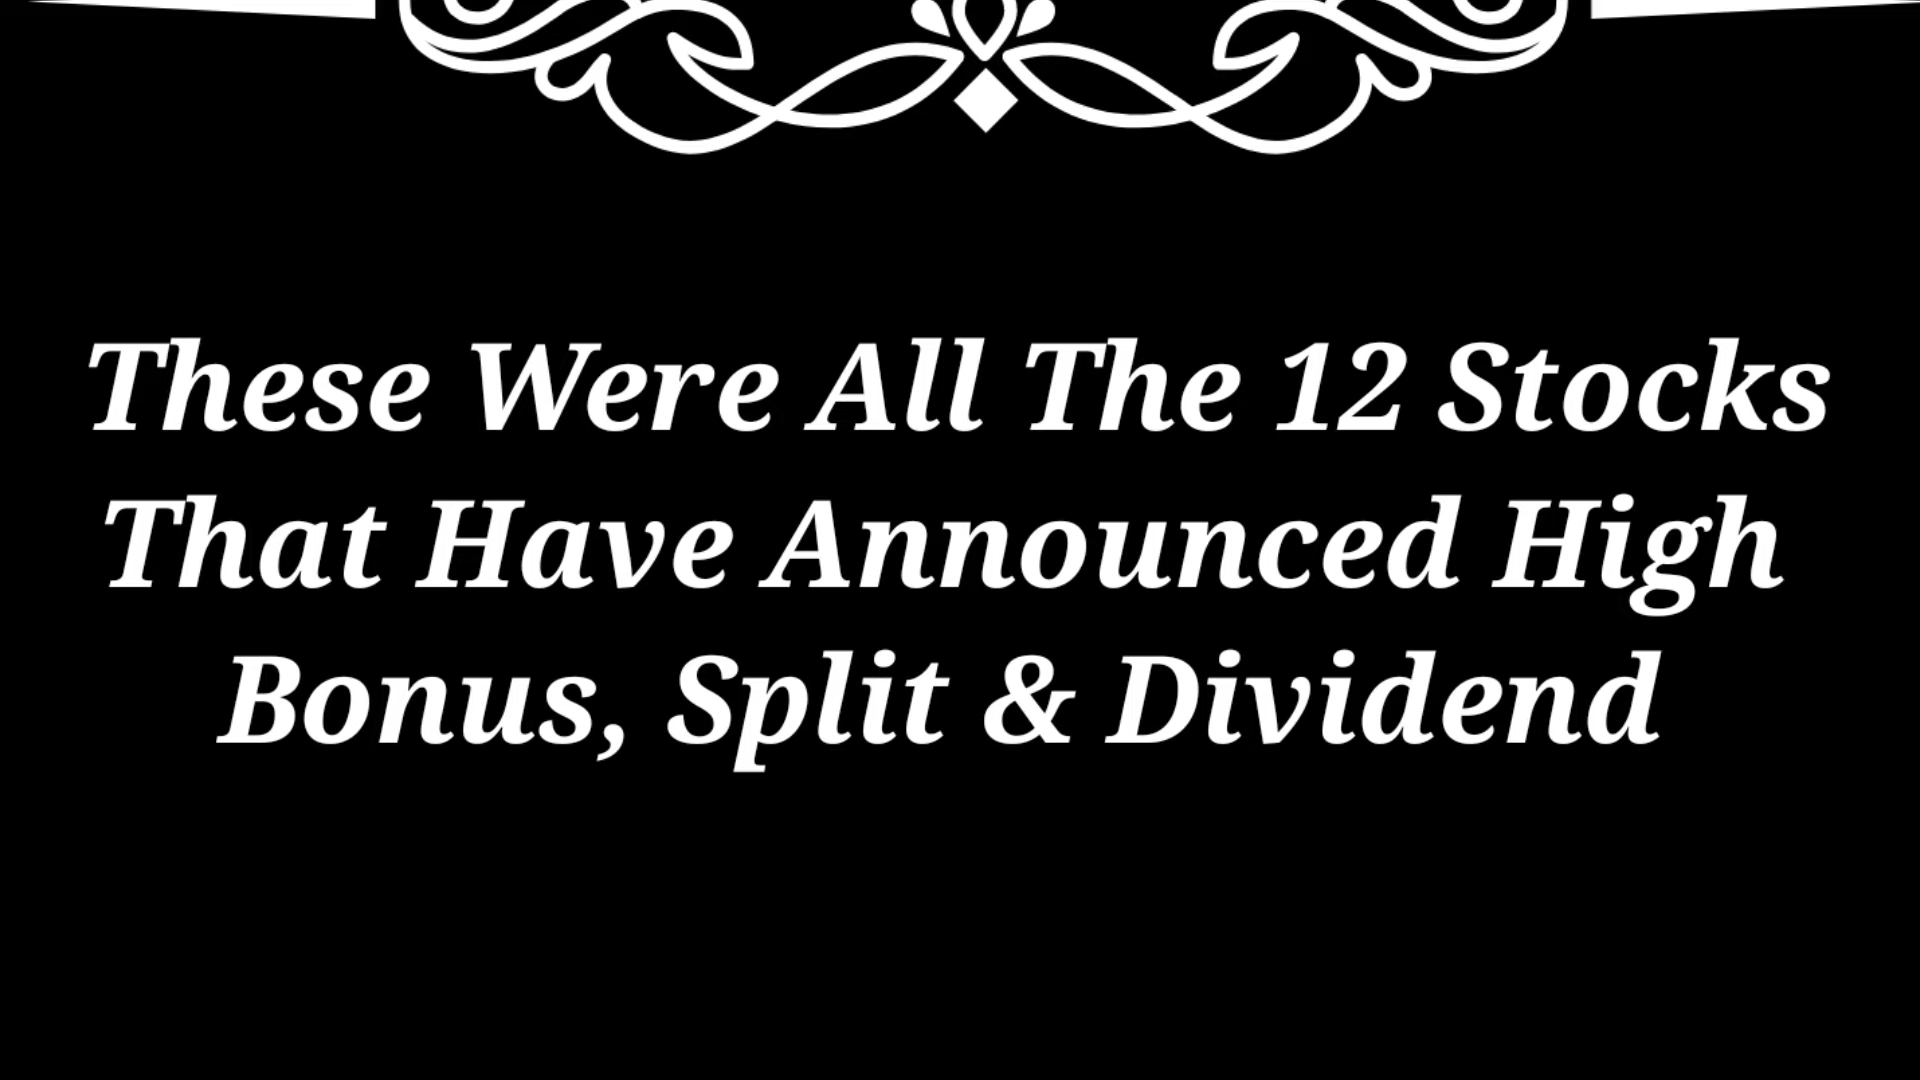 These Were All The 12 Stocks
That Have Announced High
Bonus, Split & Dividend